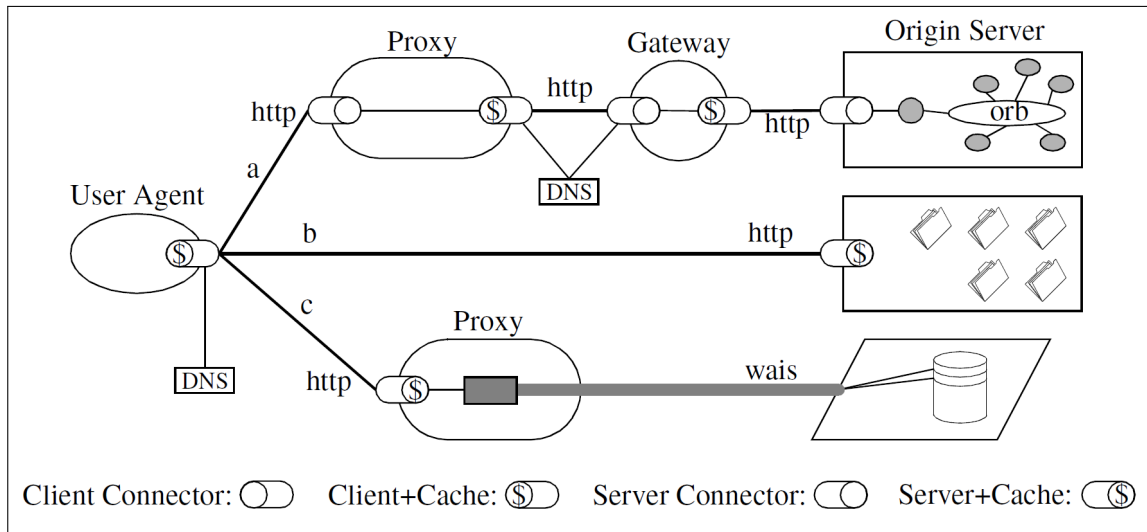 Proxy
Gateway
Origin Server
http
$
http
$
http
orb
a
DNS
User Agent
$
b
http
$
c
Proxy
DNS
http
$
wais
Client Connector:
Client+Cache: $
Server Connector:
Server+Cache: $